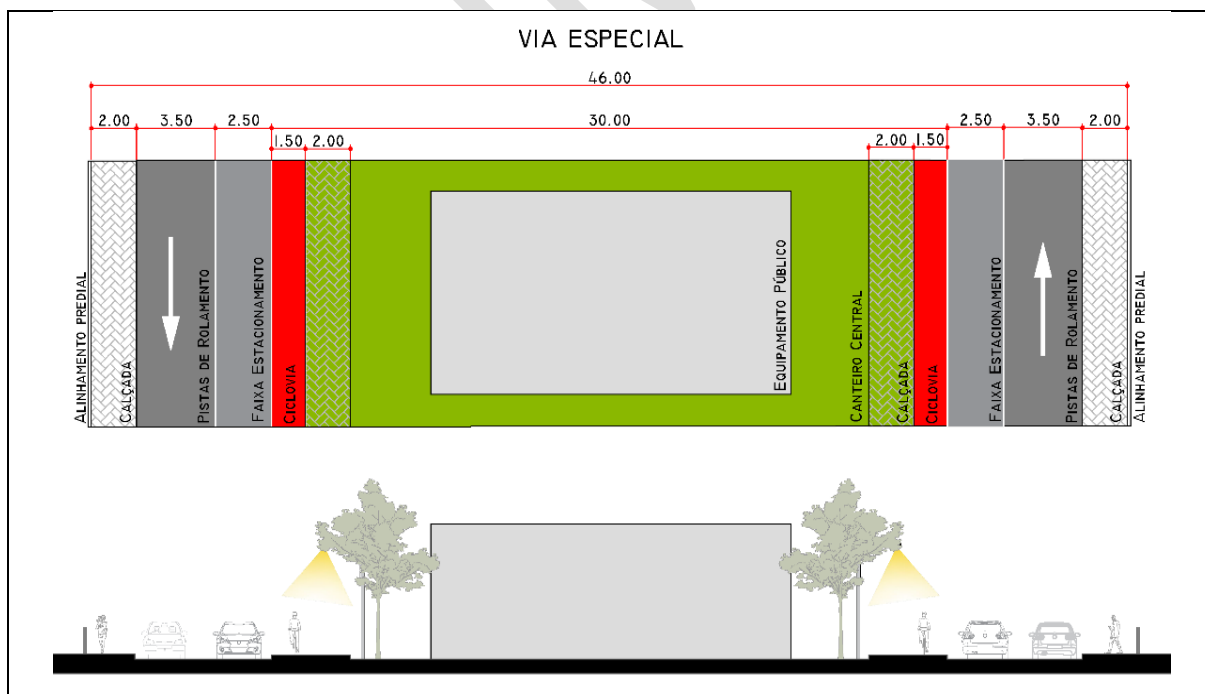 VIA ESPECIAL
46.00
2.00 3.50 2.50 30.00 2.50 3.50 2.00
1.50 2.00 2.00 1.50
ALINHAMENTO PREDIAL
CALÇADA
PISTAS DE ROLAMENTO
FAIXA ESTACIONAMENTO
CICLOVIA
EQUIPAMENTO PÚBLICO
CANTEIRO CENTRAL
CALÇADA
CICLOVIA
FAIXA ESTACIONAMENTO
PISTAS DE ROLAMENTO
CALÇADA
ALINHAMENTO PREDIAL